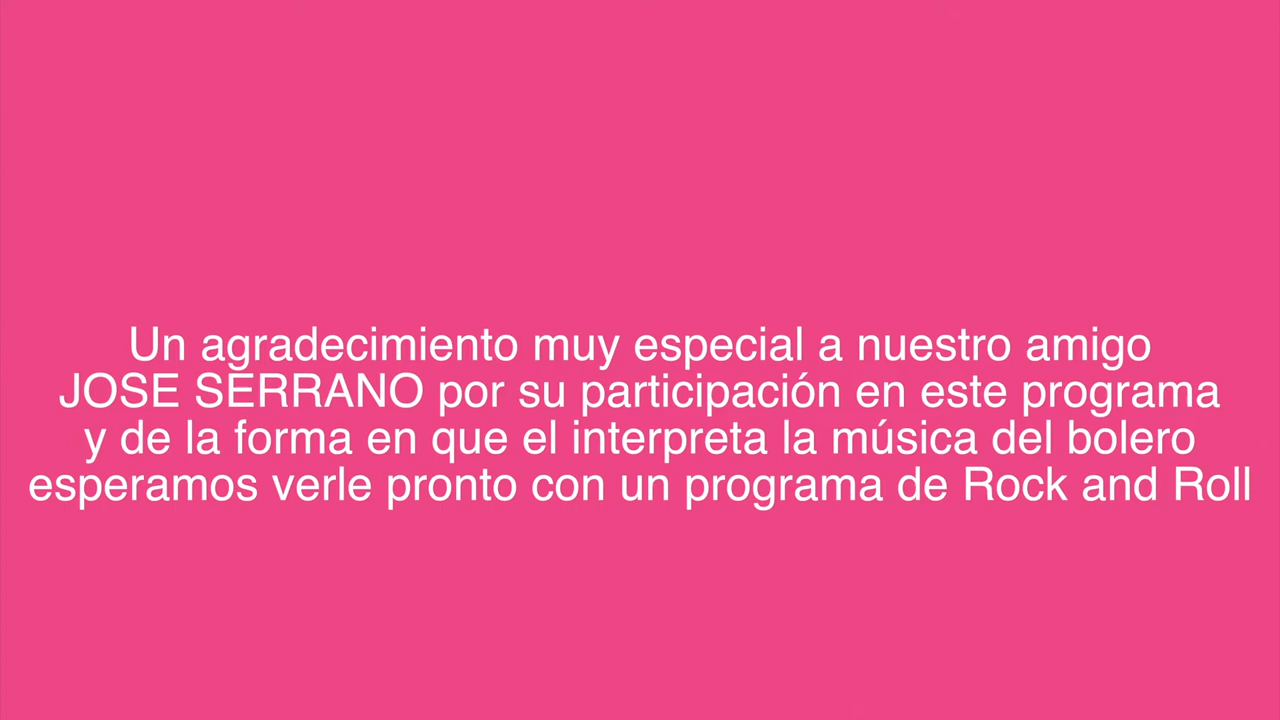 Un agradecimiento muy especial a nuestro amigo
JOSE SERRANO por su participación en este programa
y de la forma en que el interpreta la música del bolero
esperamos verle pronto con un programa de Rock and Roll